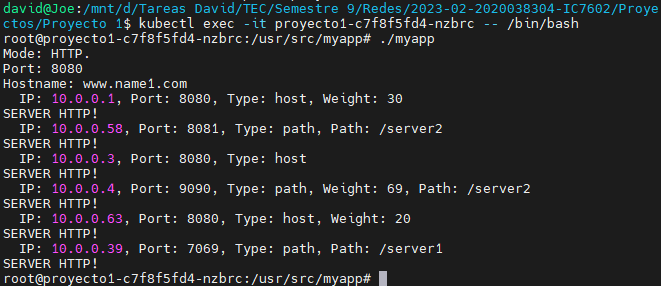 david@Joe:/mnt/d/Tareas David/TEC/Semestre 9/Redes/2023-02-2020038304-IC7602/Proye
ctos/Proyecto 1$ kubectl exec -it proyecto1-c7f8f5fd4-nzbrc -- /bin/bash
root@proyecto1-c7f8f5fd4-nzbrc:/usr/src/myapp# ./myapp
Mode: HTTP.
Port: 8080
Hostname: www.name1.com
  IP: 10.0.0.1, Port: 8080, Type: host, Weight: 30
SERVER HTTP!
  IP: 10.0.0.58, Port: 8081, Type: path, Path: /server2
SERVER HTTP!
  IP: 10.0.0.3, Port: 8080, Type: host
SERVER HTTP!
  IP: 10.0.0.4, Port: 9090, Type: path, Weight: 69, Path: /server2
SERVER HTTP!
  IP: 10.0.0.63, Port: 8080, Type: host, Weight: 20
SERVER HTTP!
  IP: 10.0.0.39, Port: 7069, Type: path, Path: /server1
SERVER HTTP!
root@proyecto1-c7f8f5fd4-nzbrc:/usr/src/myapp#